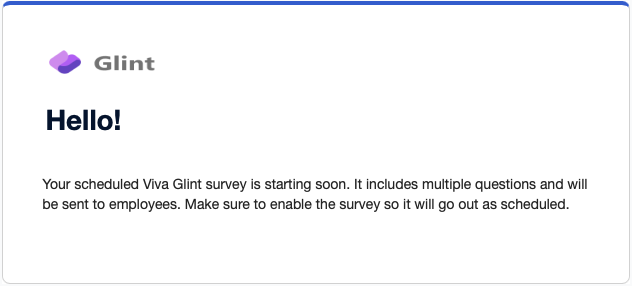 Glint
Hello!
Your scheduled Viva Glint survey is starting soon. It includes multiple questions and will
be sent to employees. Make sure to enable the survey so it will go out as scheduled.